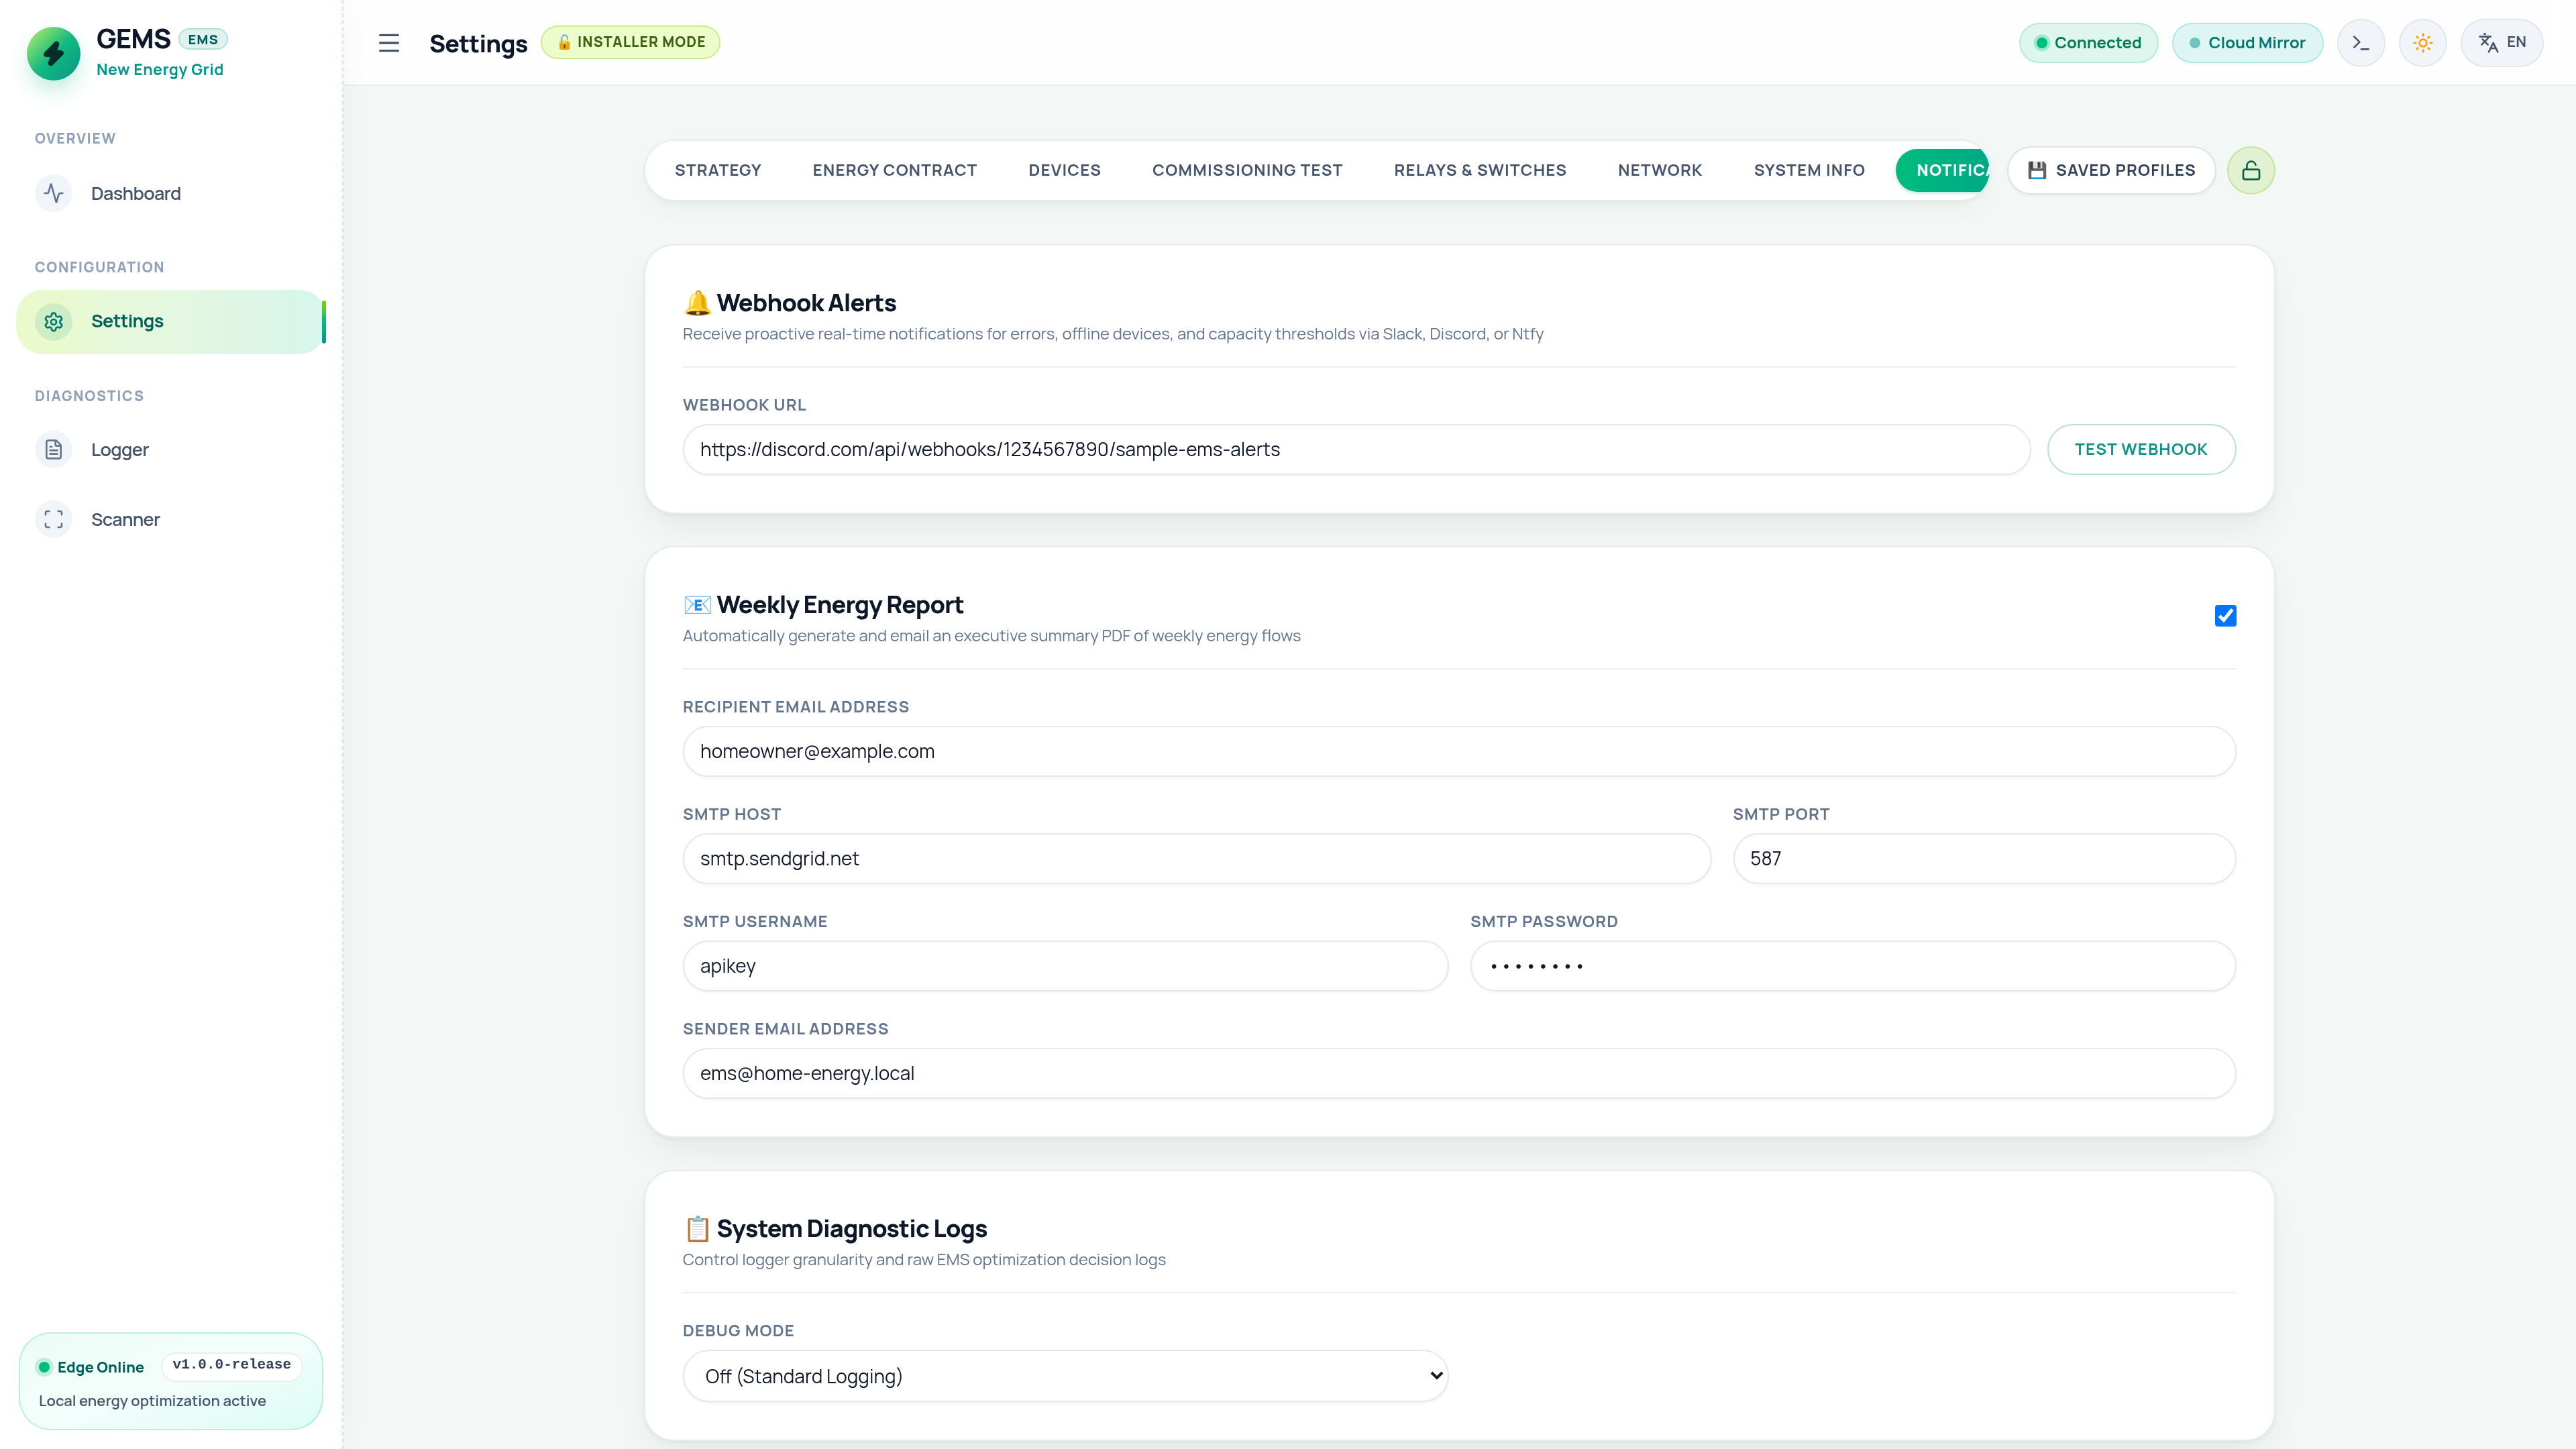 GEMS EMS
New Energy Grid
OVERVIEW
Dashboard
CONFIGURATION
Settings
DIAGNOSTICS
Logger
Scanner
Edge Online v1.0.0-release
Local energy optimization active
Settings INSTALLER MODE
Connected Cloud Mirror EN
STRATEGY ENERGY CONTRACT DEVICES COMMISSIONING TEST RELAYS & SWITCHES NETWORK SYSTEM INFO NOTIFICA SAVED PROFILES
Webhook Alerts
Receive proactive real-time notifications for errors, offline devices, and capacity thresholds via Slack, Discord, or Ntfy
WEBHOOK URL
https://discord.com/api/webhooks/1234567890/sample-ems-alerts TEST WEBHOOK
Weekly Energy Report
Automatically generate and email an executive summary PDF of weekly energy flows
RECIPIENT EMAIL ADDRESS
homeowner@example.com
SMTP HOST SMTP PORT
smtp.sendgrid.net 587
SMTP USERNAME SMTP PASSWORD
apikey ••••••••
SENDER EMAIL ADDRESS
ems@home-energy.local
System Diagnostic Logs
Control logger granularity and raw EMS optimization decision logs
DEBUG MODE
Off (Standard Logging)